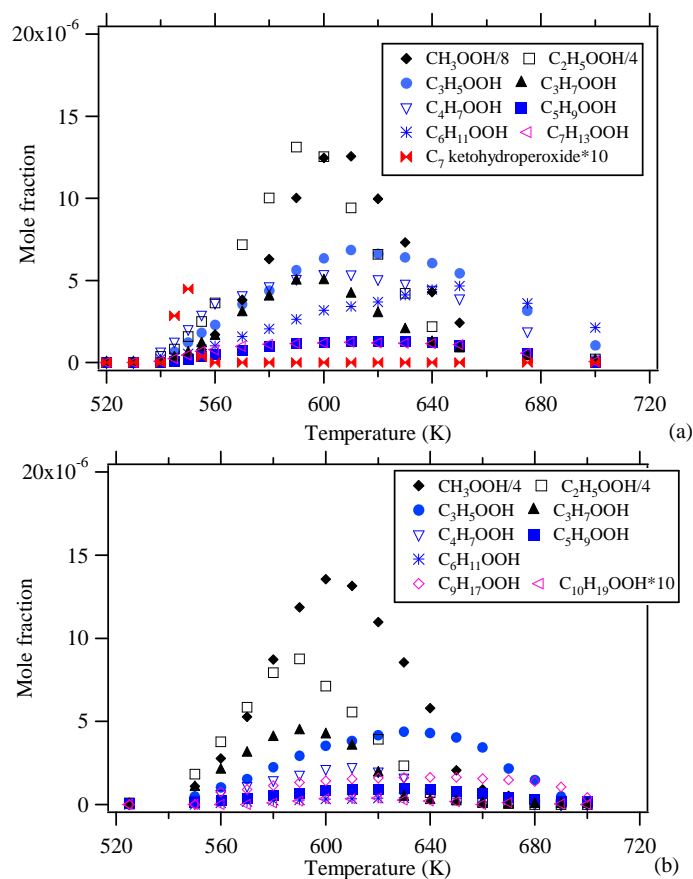 20x10⁻⁶
15
10
5
0
Mole fraction
CH₃OOH/8 C₂H₅OOH/4
C₃H₅OOH C₃H₇OOH
C₄H₇OOH C₅H₉OOH
C₆H₁₁OOH C₇H₁₃OOH
C₇ ketohydroperoxide*10
520 560 600 640 680 720
Temperature (K)
(a)
20x10⁻⁶
15
10
5
0
Mole fraction
CH₃OOH/4 C₂H₅OOH/4
C₃H₅OOH C₃H₇OOH
C₄H₇OOH C₅H₉OOH
C₆H₁₁OOH
C₉H₁₇OOH C₁₀H₁₉OOH*10
520 560 600 640 680 720
Temperature (K)
(b)